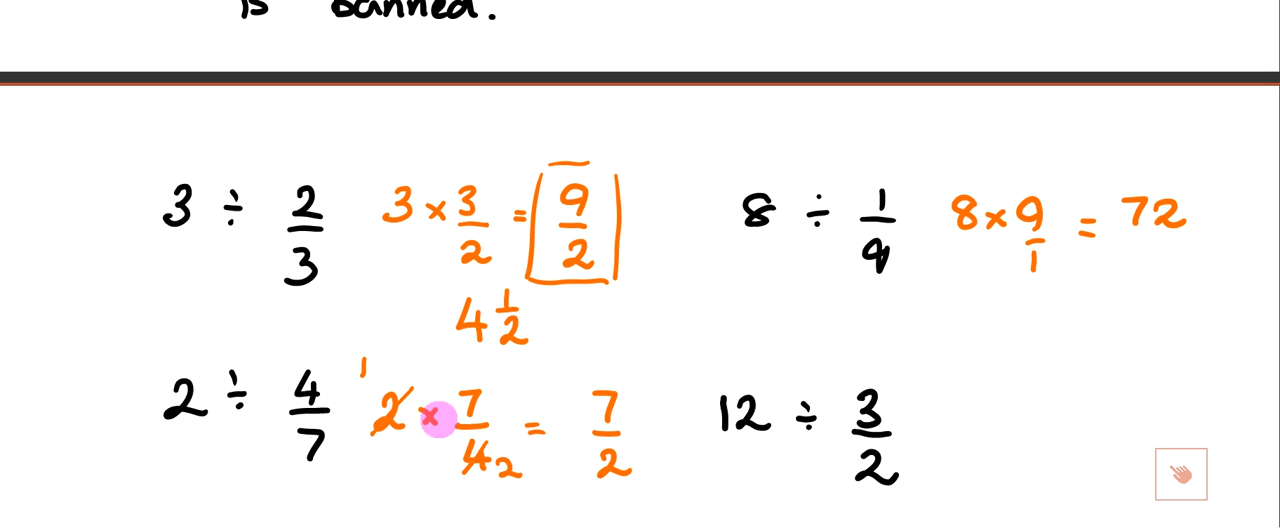 is banned.
3 ÷ 2/3 3 × 3/2 = 9/2
4 1/2
8 ÷ 1/9 8 × 9/1 = 72
2 ÷ 4/7 1 2 × 7/4 2 = 7/2
12 ÷ 3/2